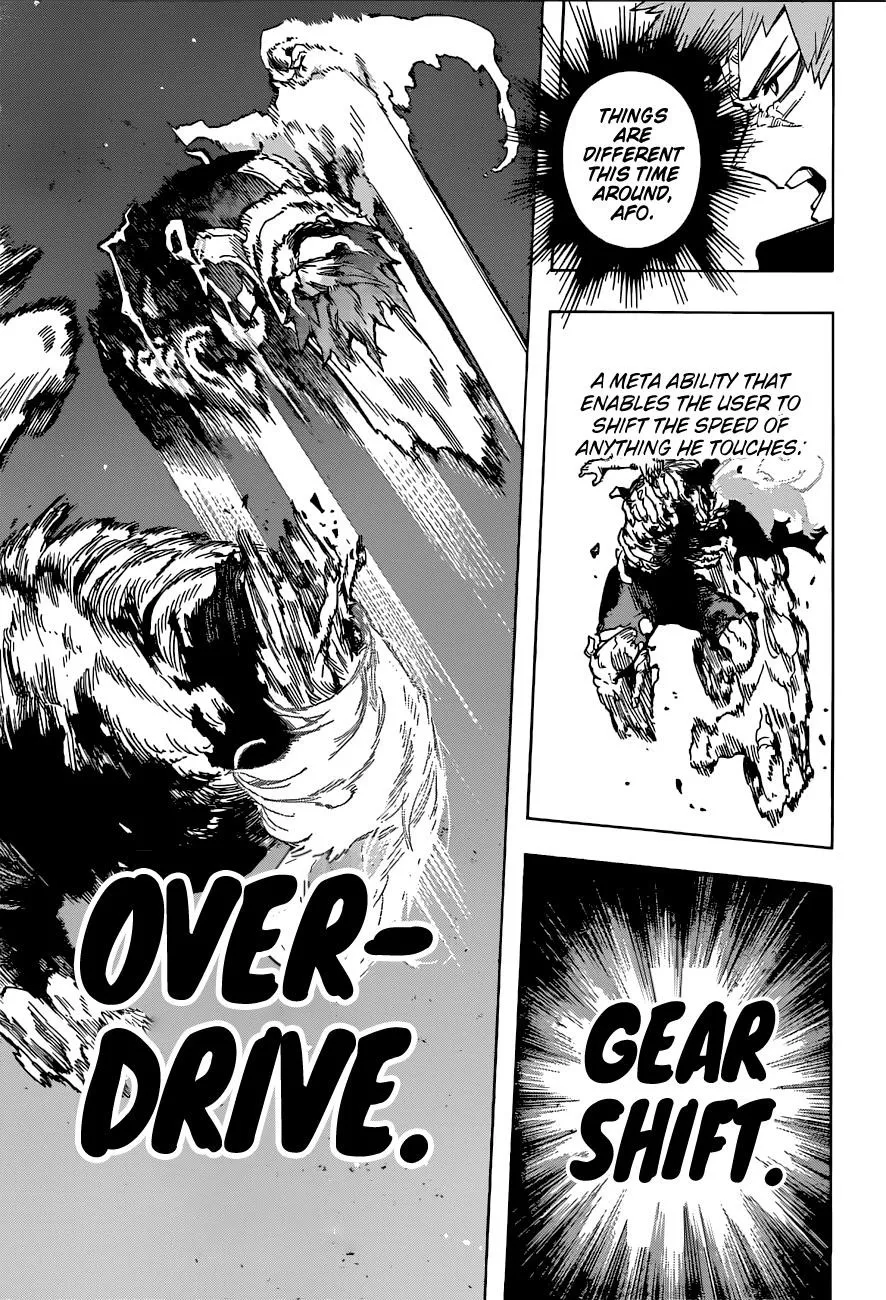 THINGS
ARE
DIFFERENT
THIS TIME
AROUND,
AFO.
A META ABILITY THAT
ENABLES THE USER TO
SHIFT THE SPEED OF
ANYTHING HE TOUCHES.
GEAR
SHIFT.
OVER-
DRIVE.